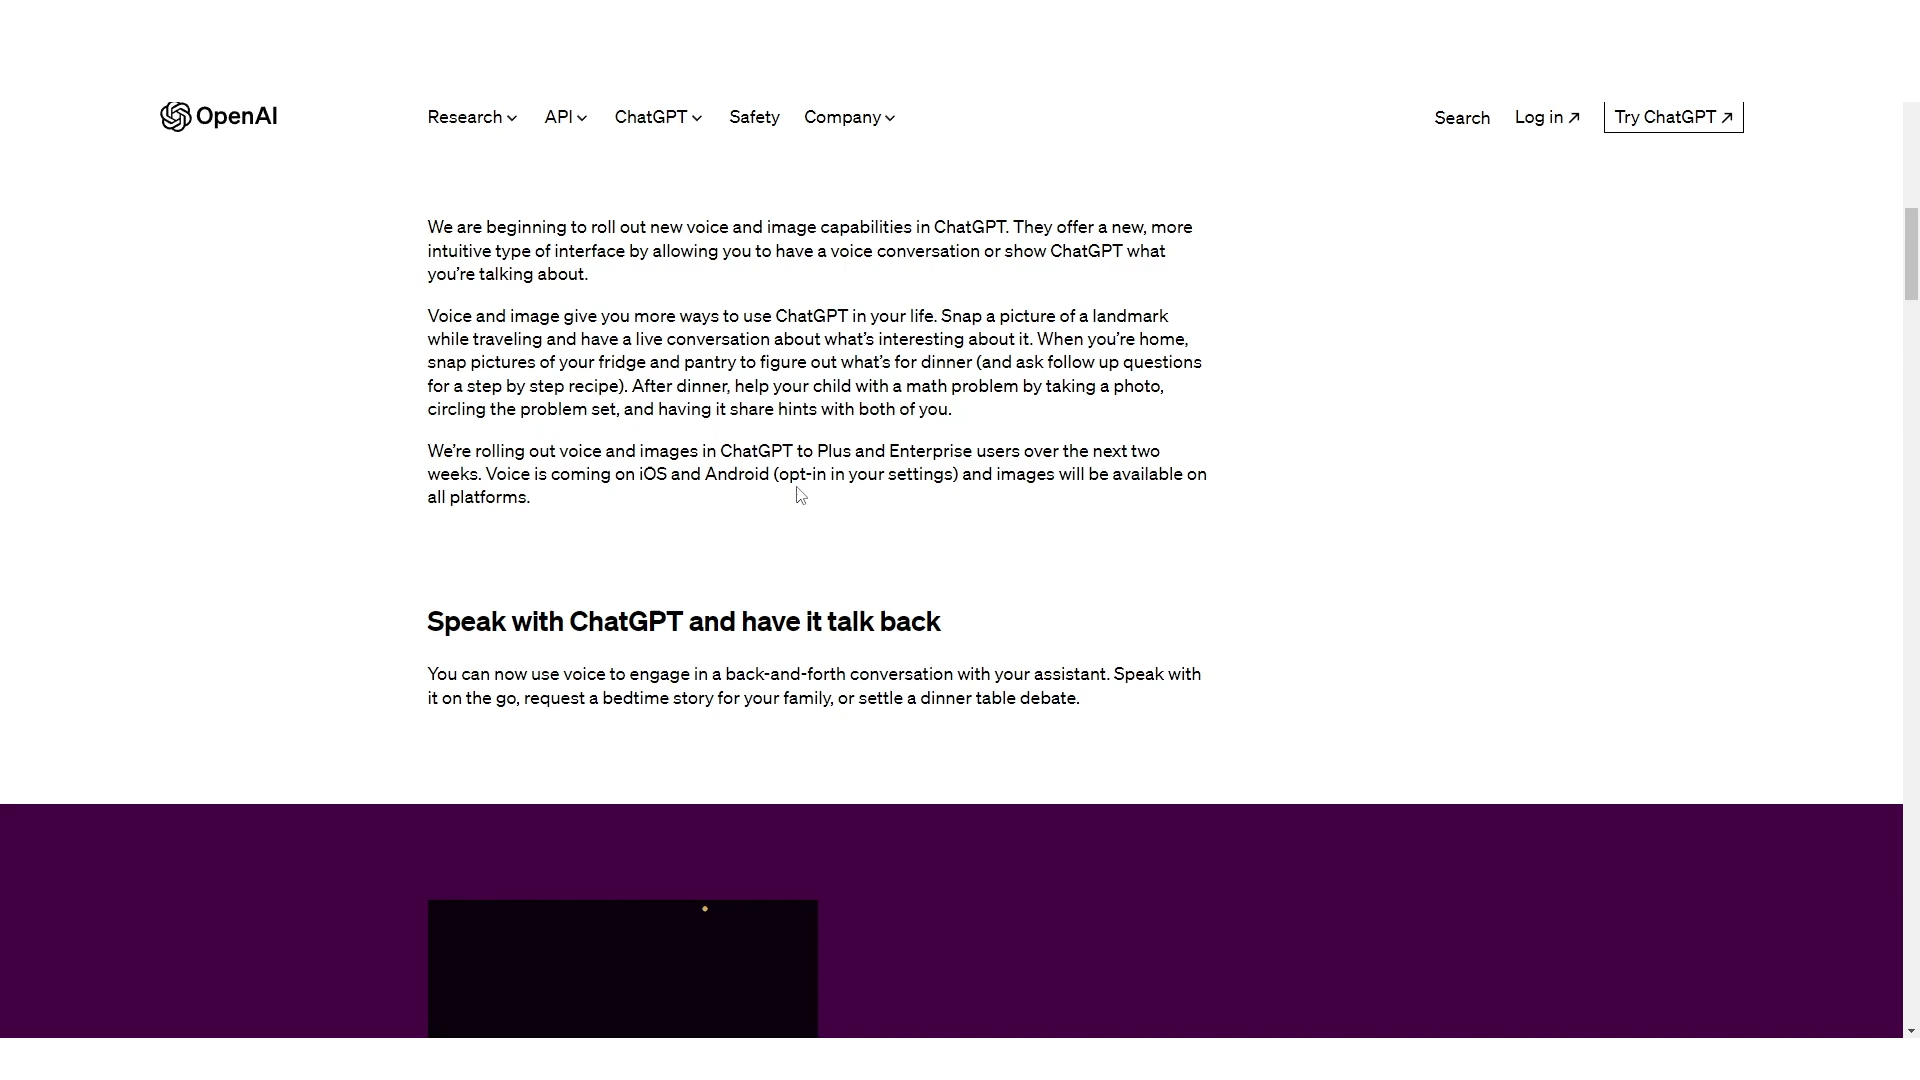 OpenAI
Research API ChatGPT Safety Company Search Log in Try ChatGPT
We are beginning to roll out new voice and image capabilities in ChatGPT. They offer a new, more
intuitive type of interface by allowing you to have a voice conversation or show ChatGPT what
you’re talking about.
Voice and image give you more ways to use ChatGPT in your life. Snap a picture of a landmark
while traveling and have a live conversation about what’s interesting about it. When you’re home,
snap pictures of your fridge and pantry to figure out what’s for dinner (and ask follow up questions
for a step by step recipe). After dinner, help your child with a math problem by taking a photo,
circling the problem set, and having it share hints with both of you.
We’re rolling out voice and images in ChatGPT to Plus and Enterprise users over the next two
weeks. Voice is coming on iOS and Android (opt-in in your settings) and images will be available on
all platforms.
Speak with ChatGPT and have it talk back
You can now use voice to engage in a back-and-forth conversation with your assistant. Speak with
it on the go, request a bedtime story for your family, or settle a dinner table debate.